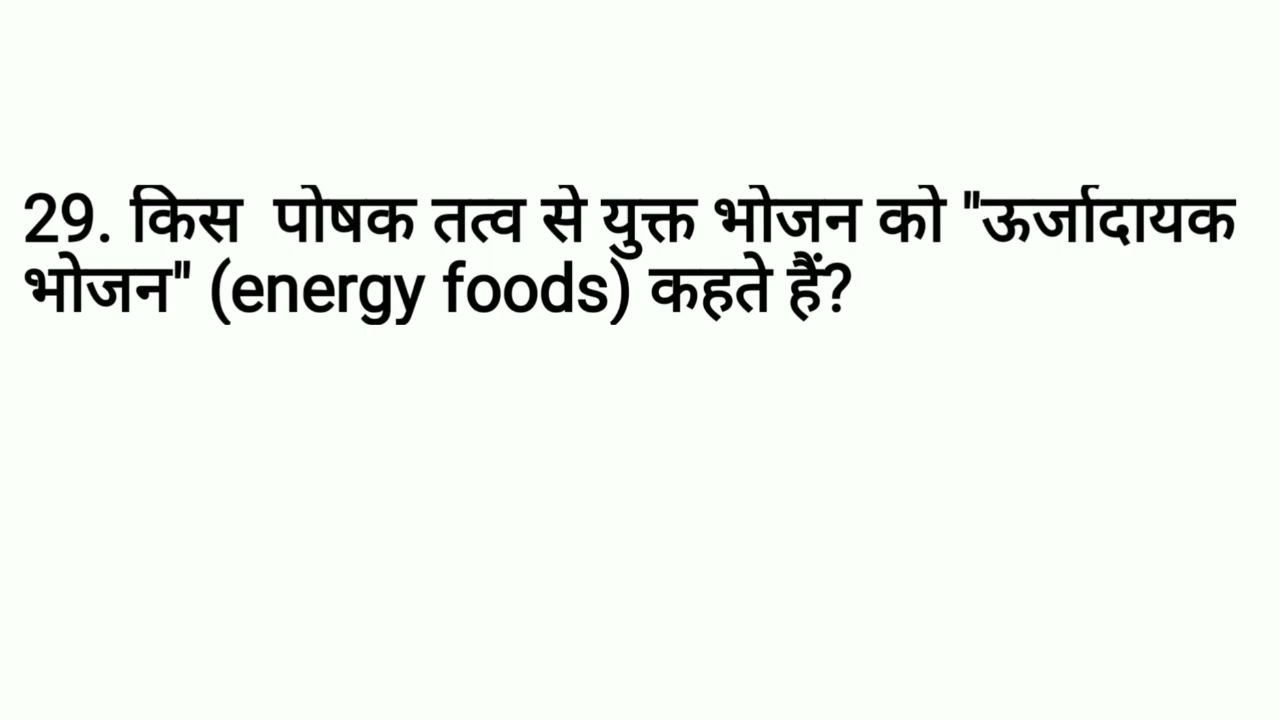 29. किस  पोषक तत्व से युक्त भोजन को "ऊर्जादायक
भोजन" (energy foods) कहते हैं?